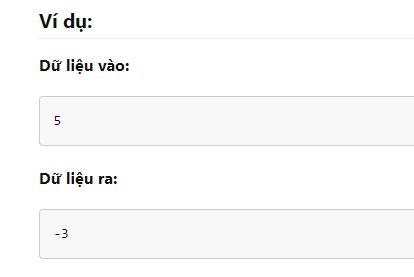 Ví dụ:
Dữ liệu vào:
5
Dữ liệu ra:
-3